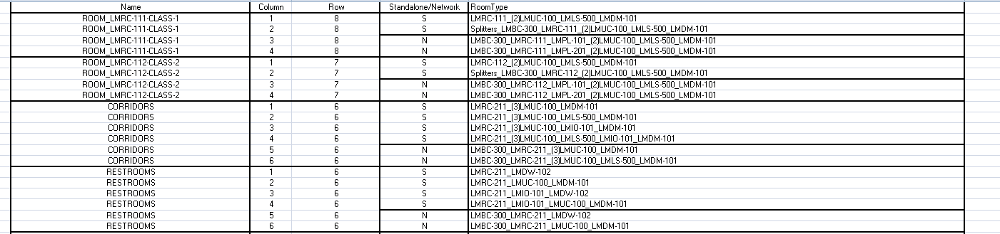 Name Column Row Standalone/Network RoomType
ROOM_LMRC-111-CLASS-1 1 8 S LMRC-111_(2)LMUC-100_LMLS-500_LMDM-101
ROOM_LMRC-111-CLASS-1 2 8 S Splitters_LMBC-300_LMRC-111_(2)LMUC-100_LMLS-500_LMDM-101
ROOM_LMRC-111-CLASS-1 3 8 N LMBC-300_LMRC-111_LMPL-101_(2)LMUC-100_LMLS-500_LMDM-101
ROOM_LMRC-111-CLASS-1 4 8 N LMBC-300_LMRC-111_LMPL-201_(2)LMUC-100_LMLS-500_LMDM-101
ROOM_LMRC-112-CLASS-2 1 7 S LMRC-112_(2)LMUC-100_LMLS-500_LMDM-101
ROOM_LMRC-112-CLASS-2 2 7 S Splitters_LMBC-300_LMRC-112_(2)LMUC-100_LMLS-500_LMDM-101
ROOM_LMRC-112-CLASS-2 3 7 N LMBC-300_LMRC-112_LMPL-101_(2)LMUC-100_LMLS-500_LMDM-101
ROOM_LMRC-112-CLASS-2 4 7 N LMBC-300_LMRC-112_LMPL-201_(2)LMUC-100_LMLS-500_LMDM-101
CORRIDORS 1 6 S LMRC-211_(3)LMUC-100_LMDM-101
CORRIDORS 2 6 S LMRC-211_(3)LMUC-100_LMLS-500_LMDM-101
CORRIDORS 3 6 S LMRC-211_(3)LMUC-100_LMIO-101_LMDM-101
CORRIDORS 4 6 S LMRC-211_(3)LMUC-100_LMLS-500_LMIO-101_LMDM-101
CORRIDORS 5 6 N LMBC-300_LMRC-211_(3)LMUC-100_LMDM-101
CORRIDORS 6 6 N LMBC-300_LMRC-211_(3)LMUC-100_LMLS-500_LMDM-101
RESTROOMS 1 6 S LMRC-211_LMDW-102
RESTROOMS 2 6 S LMRC-211_LMUC-100_LMDM-101
RESTROOMS 3 6 S LMRC-211_LMIO-101_LMDW-102
RESTROOMS 4 6 S LMRC-211_LMIO-101_LMUC-100_LMDM-101
RESTROOMS 5 6 N LMBC-300_LMRC-211_LMDW-102
RESTROOMS 6 6 N LMBC-300_LMRC-211_LMUC-100_LMDM-101